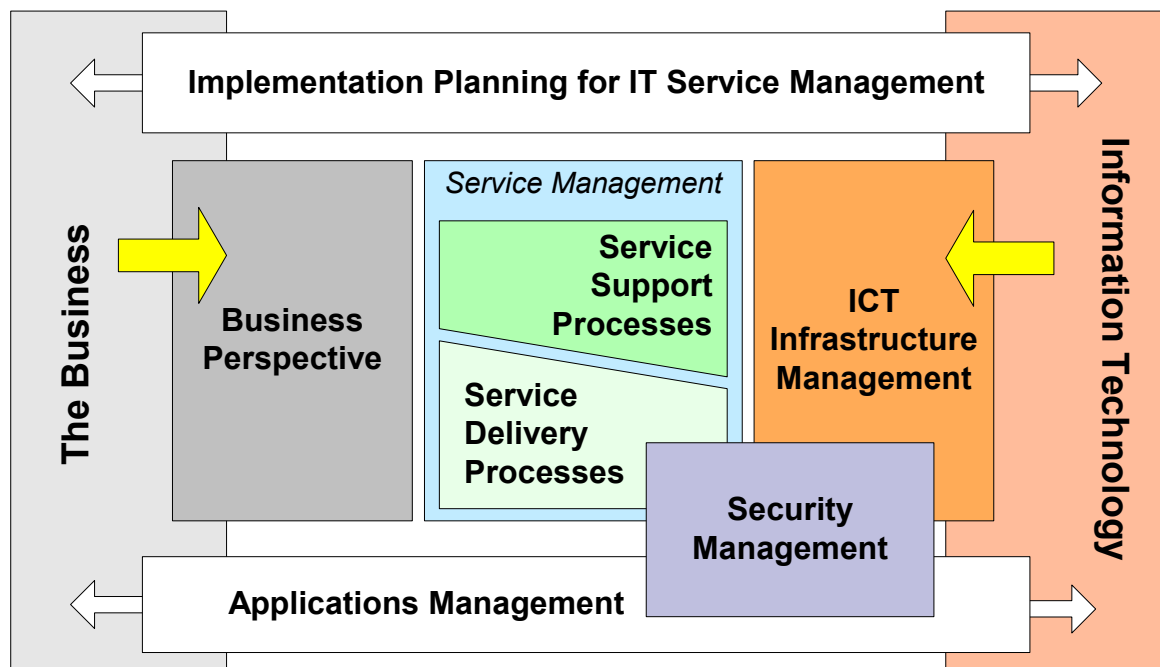 Implementation Planning for IT Service Management
The Business
Business
Perspective
Service Management
Service
Support
Processes
Service
Delivery
Processes
ICT
Infrastructure
Management
Information Technology
Security
Management
Applications Management